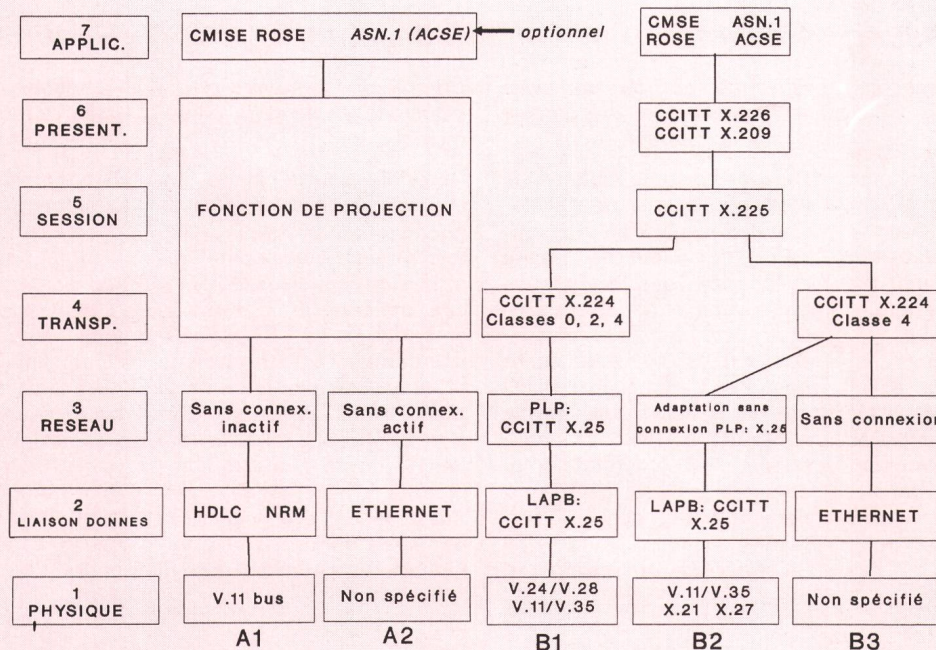 7
APPLIC.
CMISE ROSE ASN.1 (ACSE)
optionnel
CMSE ASN.1
ROSE ACSE
6
PRESENT.
CCITT X.226
CCITT X.209
5
SESSION
FONCTION DE PROJECTION
CCITT X.225
4
TRANSP.
CCITT X.224
Classes 0, 2, 4
CCITT X.224
Classe 4
3
RESEAU
Sans connex.
inactif
Sans connex.
actif
PLP:
CCITT X.25
Adaptation sans
connexion PLP: X.25
Sans connexion
2
LIAISON DONNES
HDLC NRM
ETHERNET
LAPB:
CCITT X.25
LAPB: CCITT
X.25
ETHERNET
1
PHYSIQUE
V.11 bus
Non spécifié
V.24/V.28
V.11/V.35
V.11/V.35
X.21 X.27
Non spécifié
A1
A2
B1
B2
B3